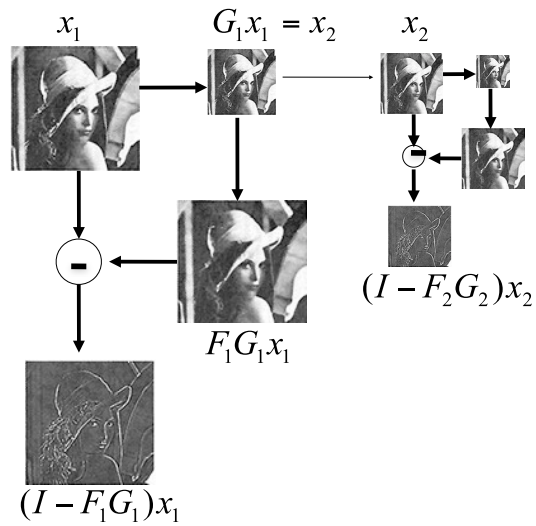 x₁
G₁x₁ = x₂
x₂
-
-
(I − F₂G₂)x₂
F₁G₁x₁
(I − F₁G₁)x₁